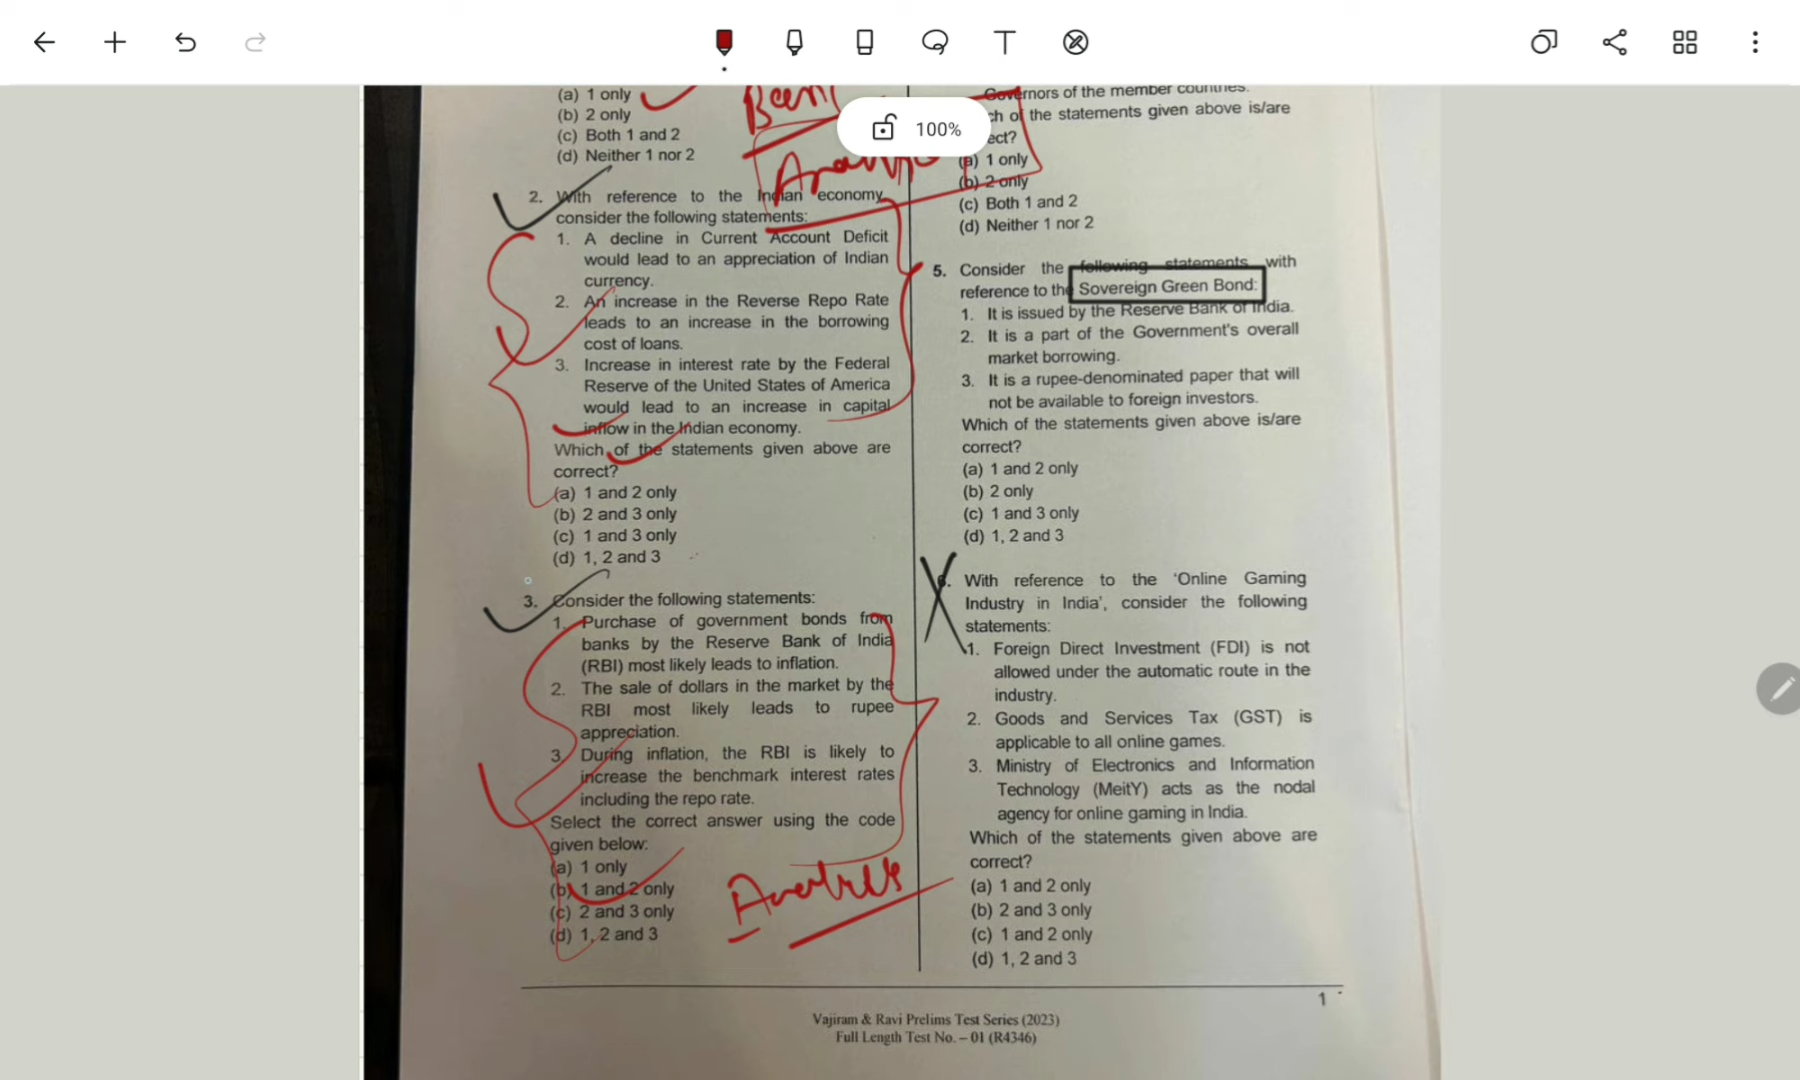 100%
(a) 1 only
(b) 2 only
(c) Both 1 and 2
(d) Neither 1 nor 2
2. With reference to the Indian economy,
consider the following statements:
1. A decline in Current Account Deficit
would lead to an appreciation of Indian
currency.
2. An increase in the Reverse Repo Rate
leads to an increase in the borrowing
cost of loans.
3. Increase in interest rate by the Federal
Reserve of the United States of America
would lead to an increase in capital
inflow in the Indian economy.
Which of the statements given above are
correct?
(a) 1 and 2 only
(b) 2 and 3 only
(c) 1 and 3 only
(d) 1, 2 and 3
3. Consider the following statements:
1. Purchase of government bonds from
banks by the Reserve Bank of India
(RBI) most likely leads to inflation.
2. The sale of dollars in the market by the
RBI most likely leads to rupee
appreciation.
3. During inflation, the RBI is likely to
increase the benchmark interest rates
including the repo rate.
Select the correct answer using the code
given below:
(a) 1 only
(b) 1 and 2 only
(c) 2 and 3 only
(d) 1, 2 and 3
Governors of the member countries.
the statements given above is/are
(a) 1 only
(b) 2 only
(c) Both 1 and 2
(d) Neither 1 nor 2
5. Consider the following statements with
reference to the Sovereign Green Bond:
1. It is issued by the Reserve Bank of India.
2. It is a part of the Government's overall
market borrowing.
3. It is a rupee-denominated paper that will
not be available to foreign investors.
Which of the statements given above is/are
correct?
(a) 1 and 2 only
(b) 2 only
(c) 1 and 3 only
(d) 1, 2 and 3
6. With reference to the 'Online Gaming
Industry in India', consider the following
statements:
1. Foreign Direct Investment (FDI) is not
allowed under the automatic route in the
industry.
2. Goods and Services Tax (GST) is
applicable to all online games.
3. Ministry of Electronics and Information
Technology (MeitY) acts as the nodal
agency for online gaming in India.
Which of the statements given above are
correct?
(a) 1 and 2 only
(b) 2 and 3 only
(c) 1 and 2 only
(d) 1, 2 and 3
1
Vajiram & Ravi Prelims Test Series (2023)
Full Length Test No. – 01 (R4346)